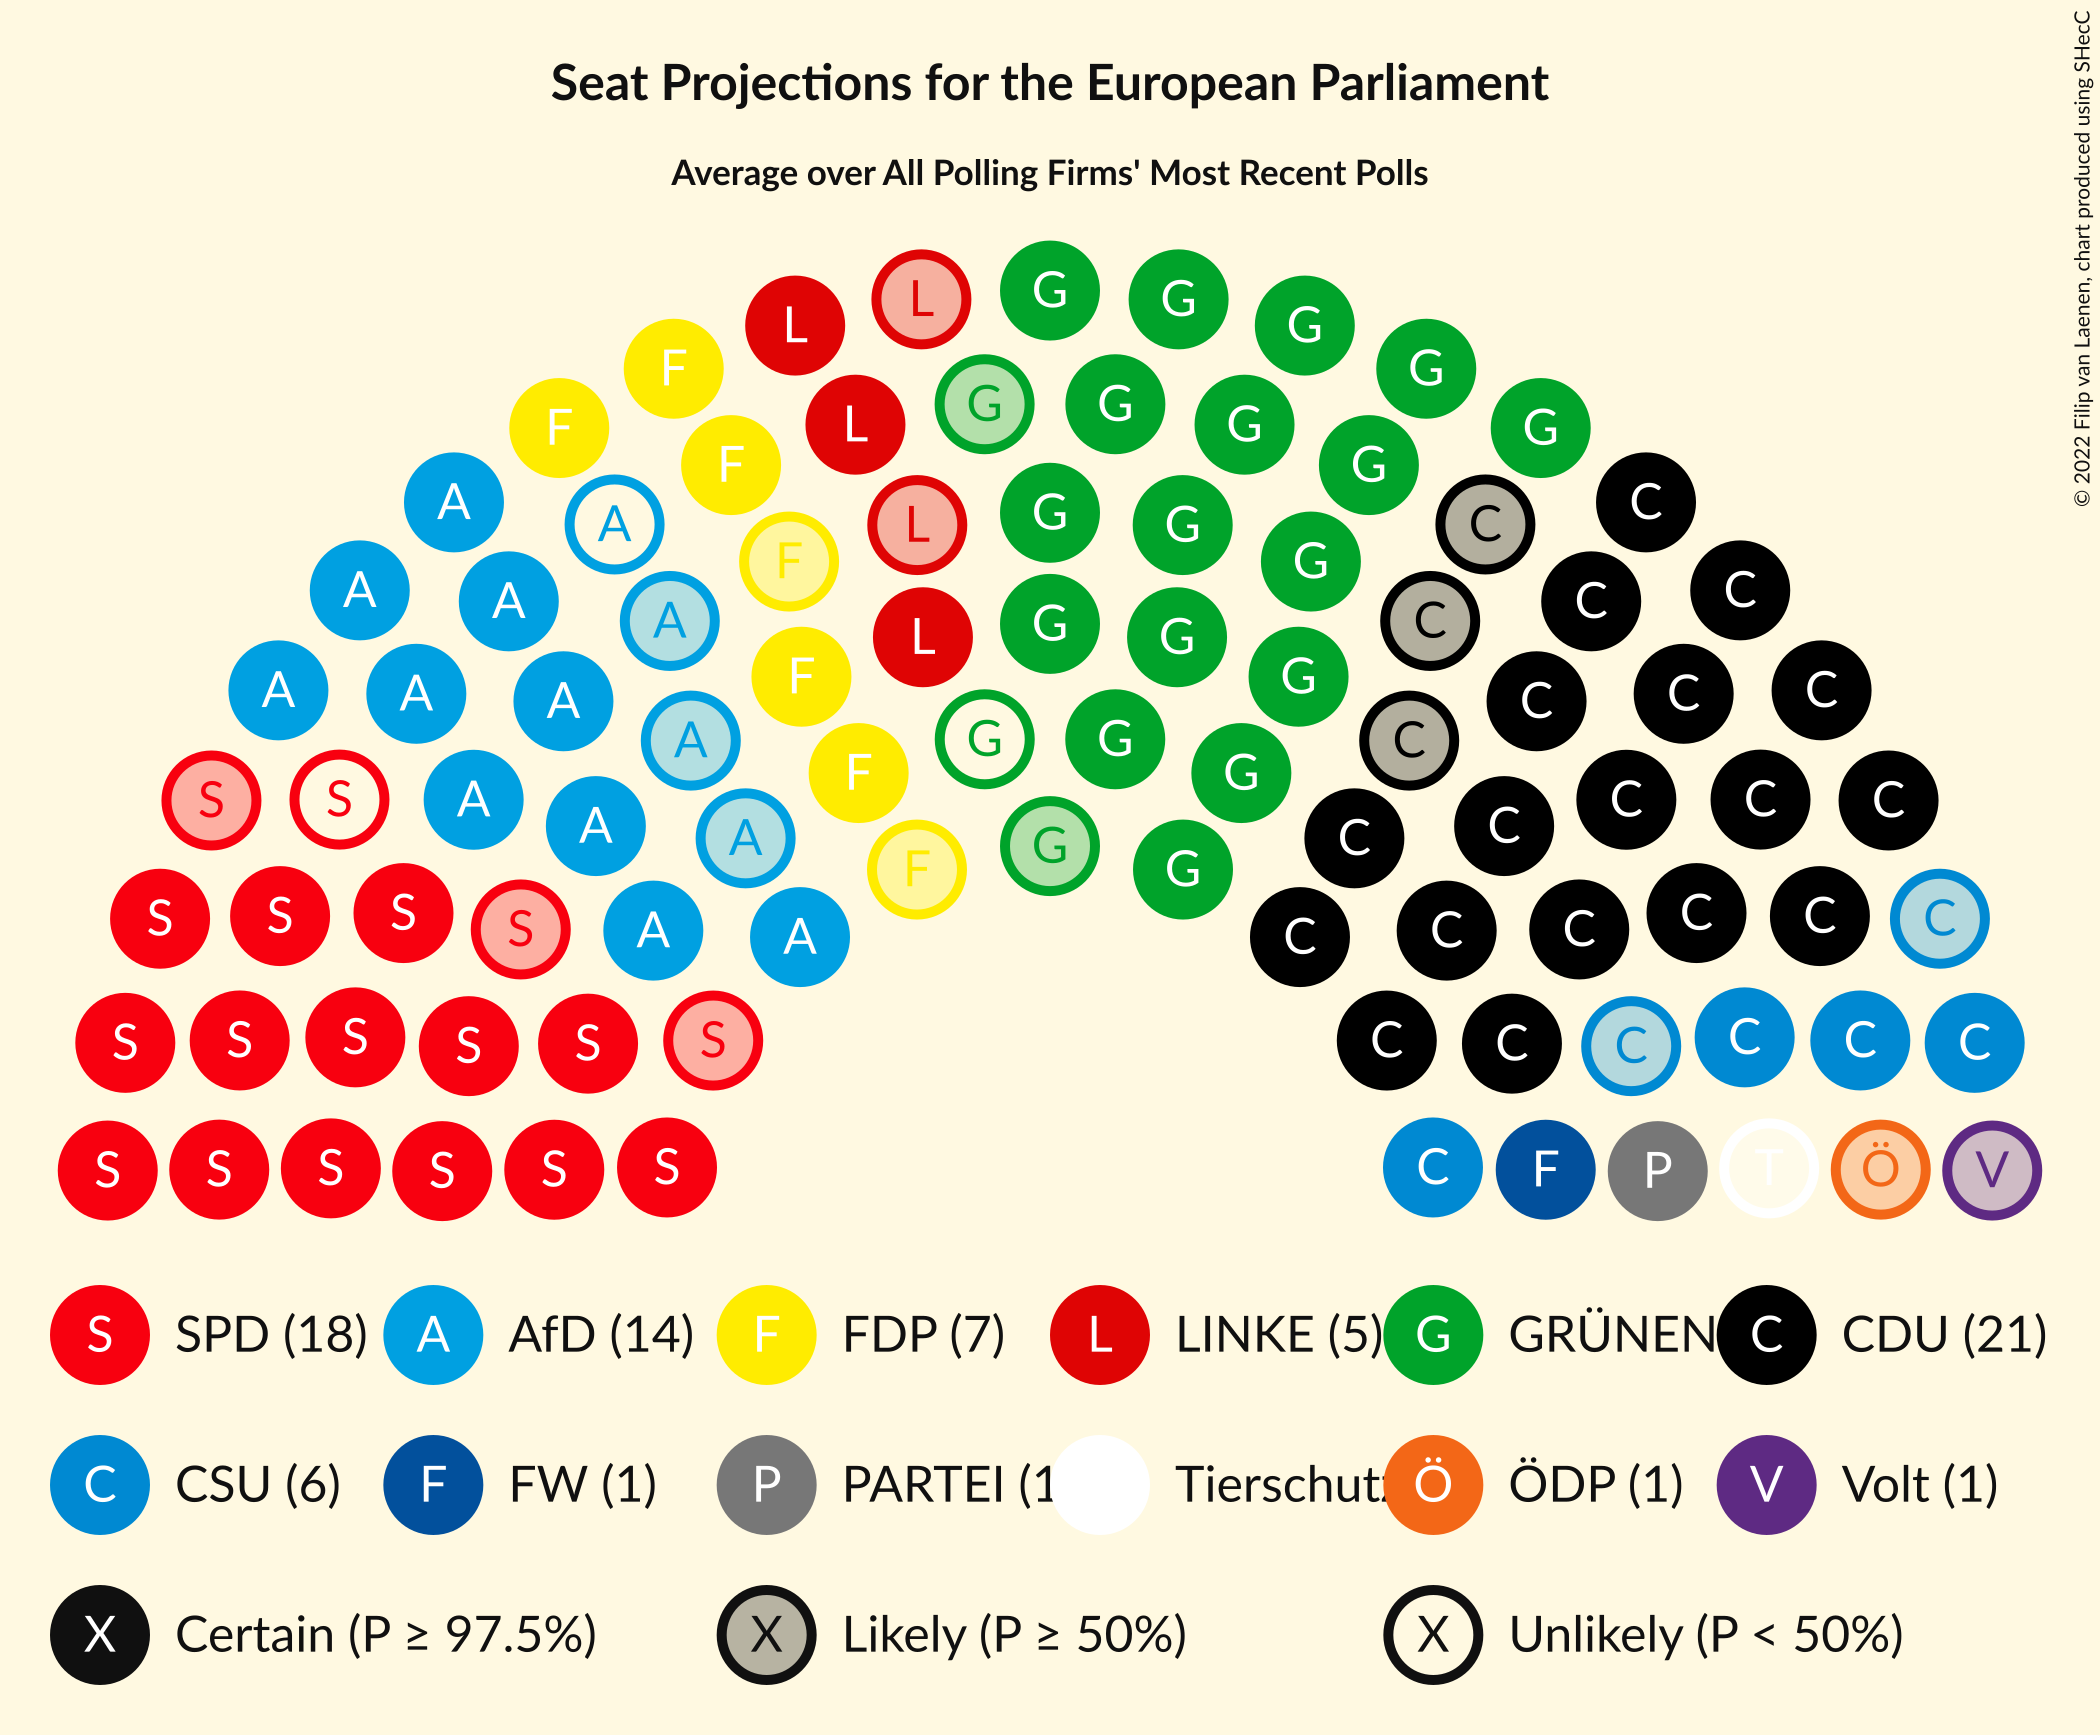 Seat Projections for the European Parliament
Average over All Polling Firms' Most Recent Polls
© 2022 Filip van Laenen, chart produced using SHecC
L G G
L G
F G
G G
F L G G
F G
A A L G G C C
F G
A A A L G G C C C
A A A F G C C C
A G G C
S S A F G C C C
A A G C C
F G
S S S S A A C C C C C C
S S S S S S C C C C C C
S S S S S S C F P T Ö V
S SPD (18) A AfD (14) F FDP (7) L LINKE (5) G GRÜNEN C CDU (21)
C CSU (6) F FW (1) P PARTEI (1 Tierschutz Ö ÖDP (1) V Volt (1)
X Certain (P ≥ 97.5%) X Likely (P ≥ 50%) X Unlikely (P < 50%)